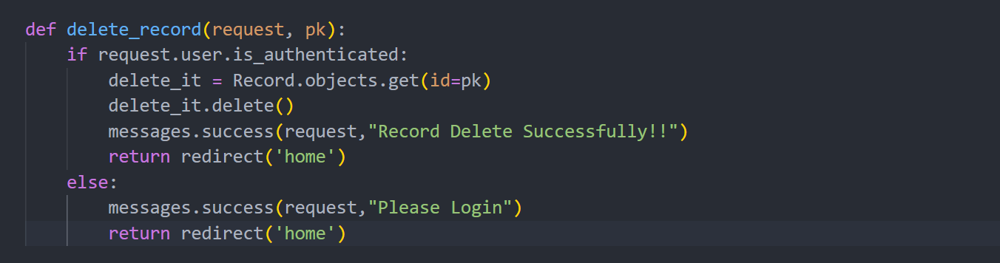 def delete_record(request, pk):
    if request.user.is_authenticated:
        delete_it = Record.objects.get(id=pk)
        delete_it.delete()
        messages.success(request,"Record Delete Successfully!!")
        return redirect('home')
    else:
        messages.success(request,"Please Login")
        return redirect('home')